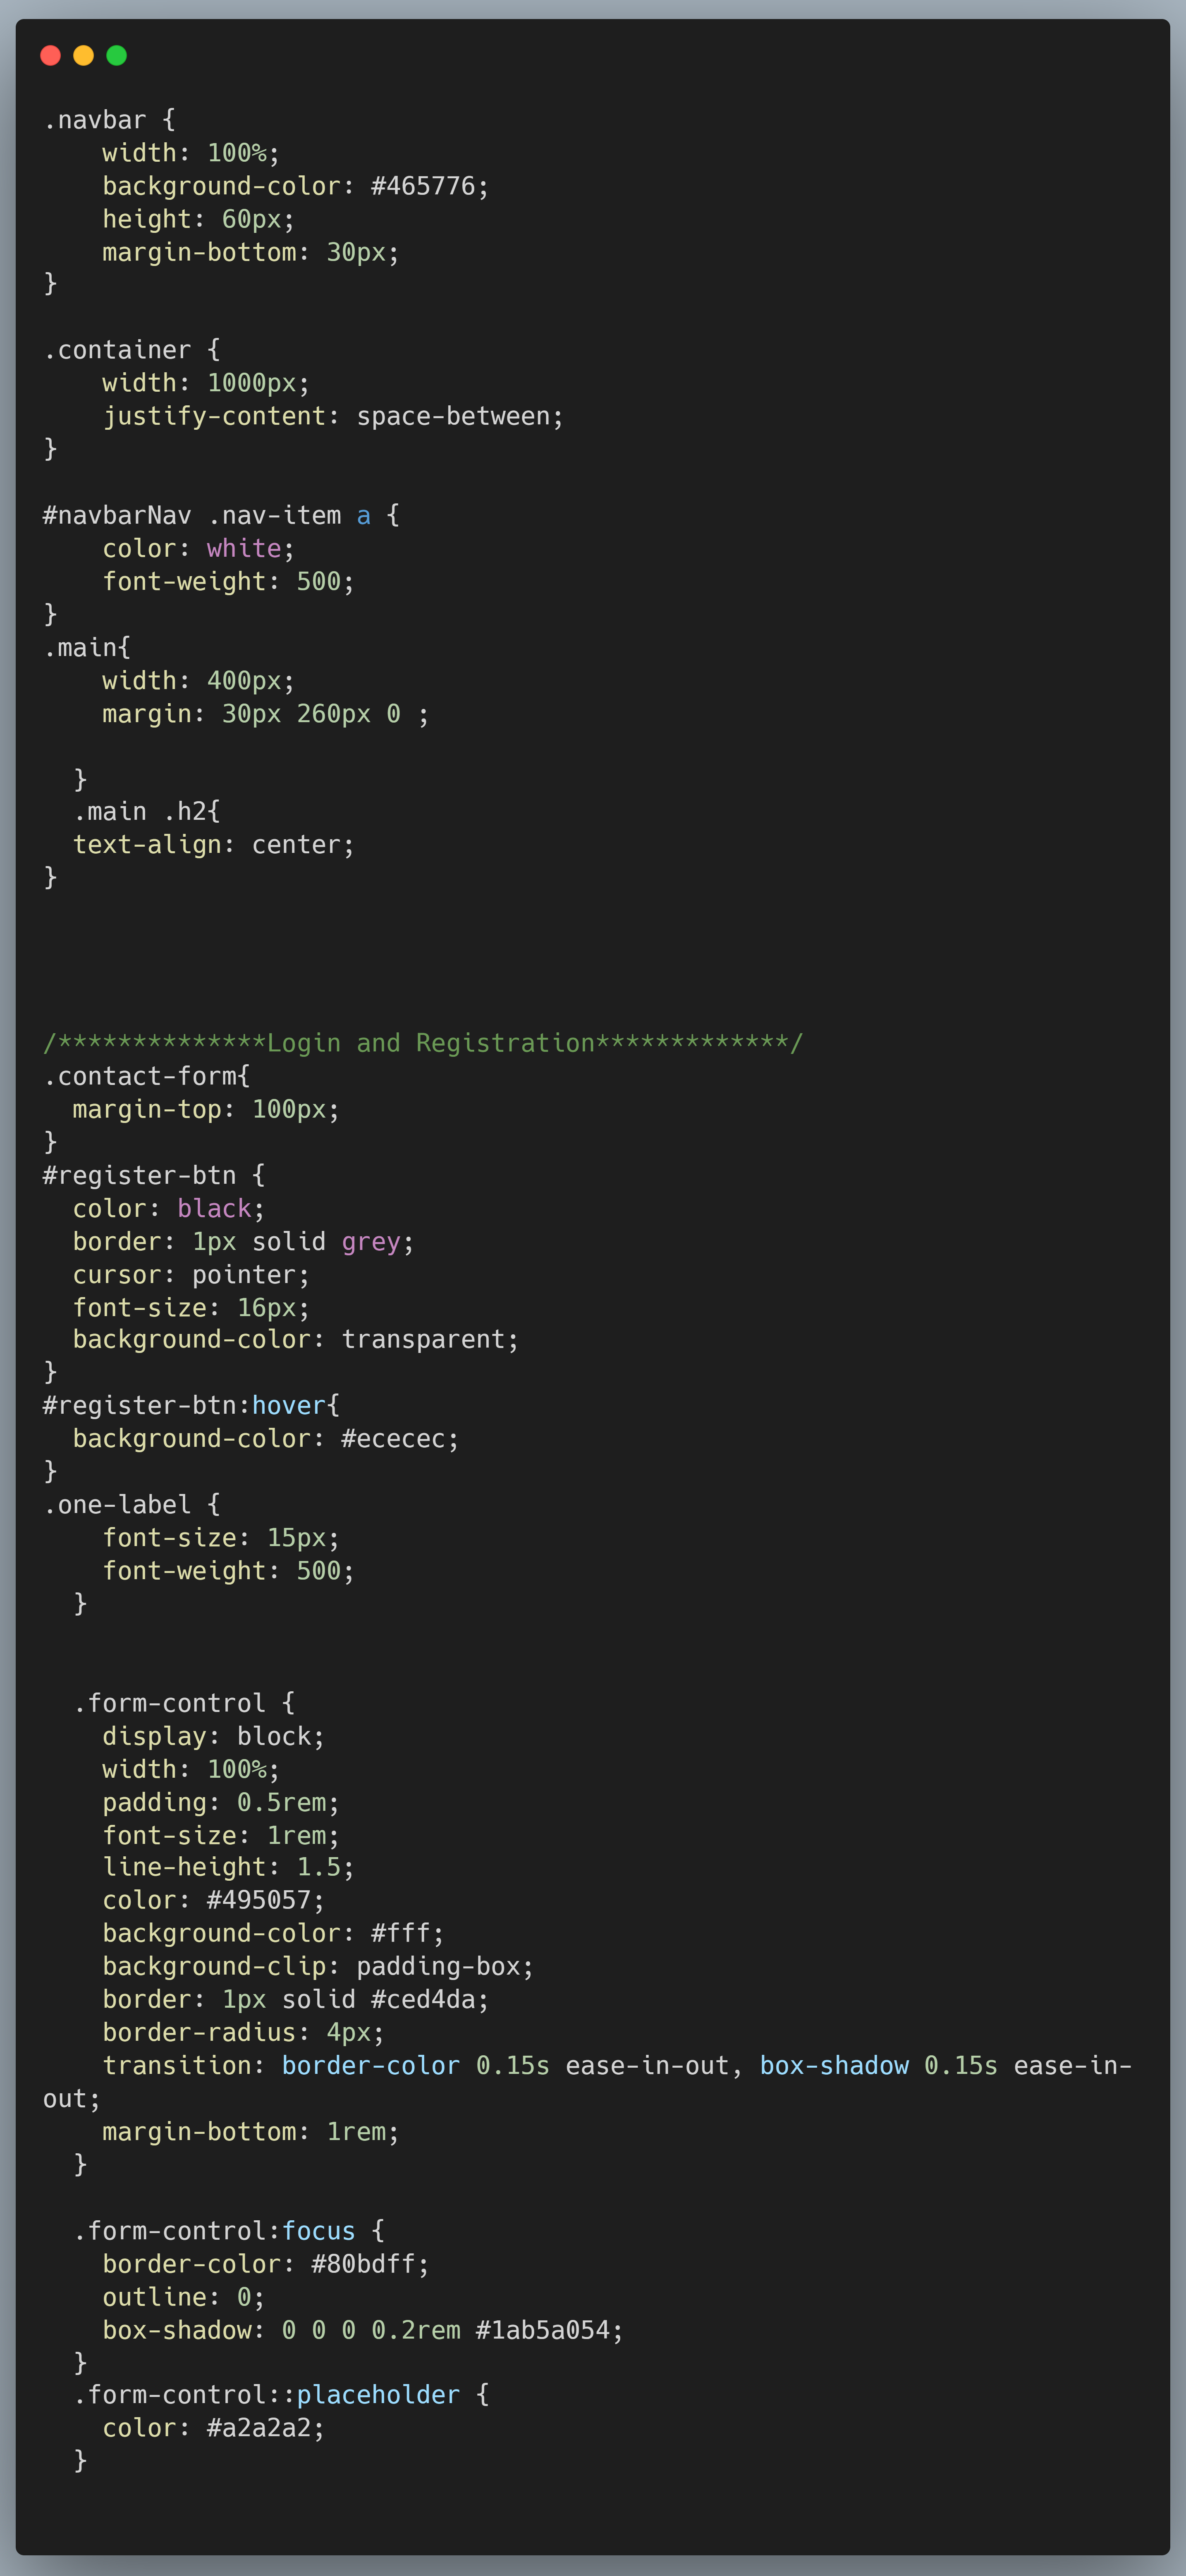 .navbar {
    width: 100%;
    background-color: #465776;
    height: 60px;
    margin-bottom: 30px;
}

.container {
    width: 1000px;
    justify-content: space-between;
}

#navbarNav .nav-item a {
    color: white;
    font-weight: 500;
}
.main{
    width: 400px;
    margin: 30px 260px 0 ;

  }
  .main .h2{
  text-align: center;
}




/**************Login and Registration*************/
.contact-form{
  margin-top: 100px;
}
#register-btn {
  color: black;
  border: 1px solid grey;
  cursor: pointer;
  font-size: 16px;
  background-color: transparent;
}
#register-btn:hover{
  background-color: #ececec;
}
.one-label {
    font-size: 15px;
    font-weight: 500;
  }


  .form-control {
    display: block;
    width: 100%;
    padding: 0.5rem;
    font-size: 1rem;
    line-height: 1.5;
    color: #495057;
    background-color: #fff;
    background-clip: padding-box;
    border: 1px solid #ced4da;
    border-radius: 4px;
    transition: border-color 0.15s ease-in-out, box-shadow 0.15s ease-in-
out;
    margin-bottom: 1rem;
  }

  .form-control:focus {
    border-color: #80bdff;
    outline: 0;
    box-shadow: 0 0 0 0.2rem #1ab5a054;
  }
  .form-control::placeholder {
    color: #a2a2a2;
  }